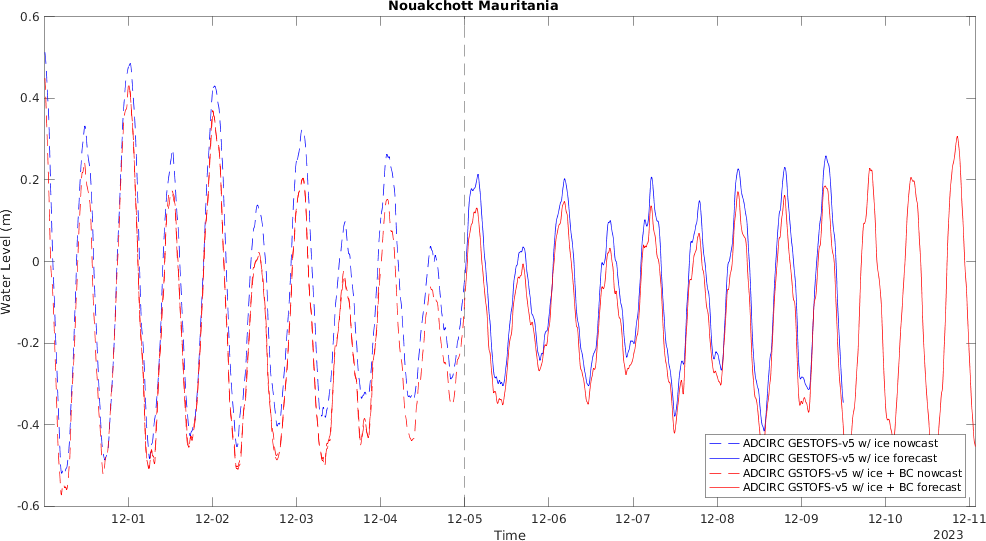 Nouakchott Mauritania
Water Level (m)
0.6
0.4
0.2
0
-0.2
-0.4
-0.6
ADCIRC GESTOFS-v5 w/ ice nowcast
ADCIRC GESTOFS-v5 w/ ice forecast
ADCIRC GSTOFS-v5 w/ ice + BC nowcast
ADCIRC GSTOFS-v5 w/ ice + BC forecast
12-01 12-02 12-03 12-04 12-05 12-06 12-07 12-08 12-09 12-10 12-11
Time
2023